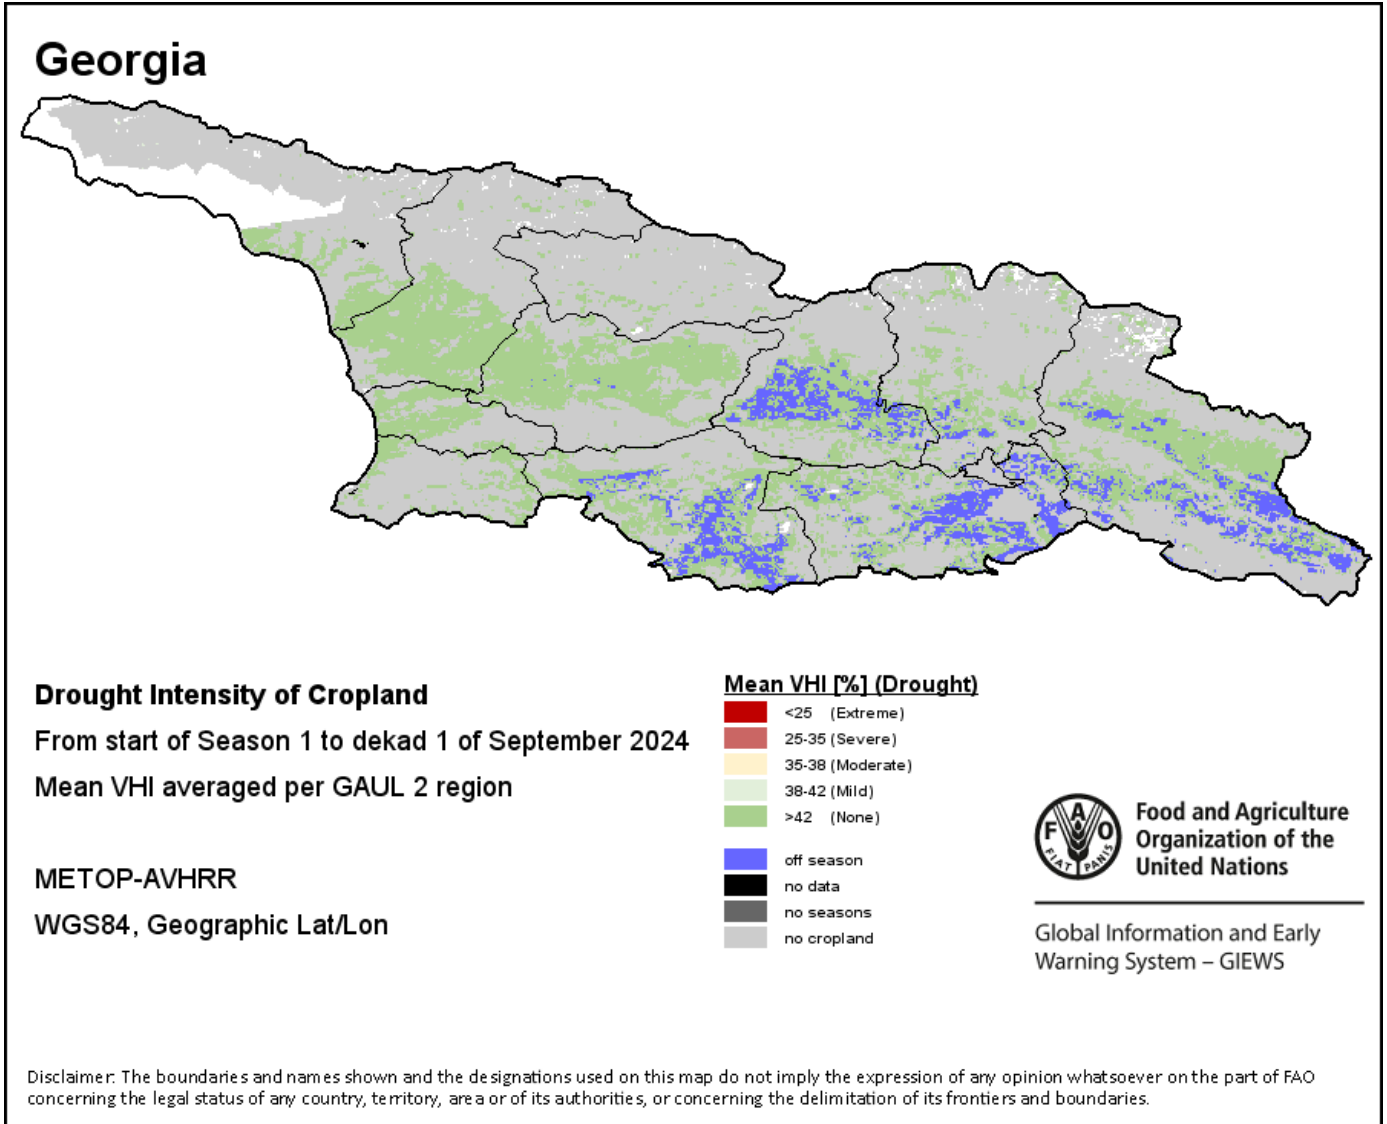 Georgia
Drought Intensity of Cropland
From start of Season 1 to dekad 1 of September 2024
Mean VHI averaged per GAUL 2 region
METOP-AVHRR
WGS84, Geographic Lat/Lon
Mean VHI [%] (Drought)
<25 (Extreme)
25-35 (Severe)
35-38 (Moderate)
38-42 (Mild)
>42 (None)
off season
no data
no seasons
no cropland
F A O
FIAT PANIS
Food and Agriculture
Organization of the
United Nations
Global Information and Early
Warning System – GIEWS
Disclaimer: The boundaries and names shown and the designations used on this map do not imply the expression of any opinion whatsoever on the part of FAO
concerning the legal status of any country, territory, area or of its authorities, or concerning the delimitation of its frontiers and boundaries.